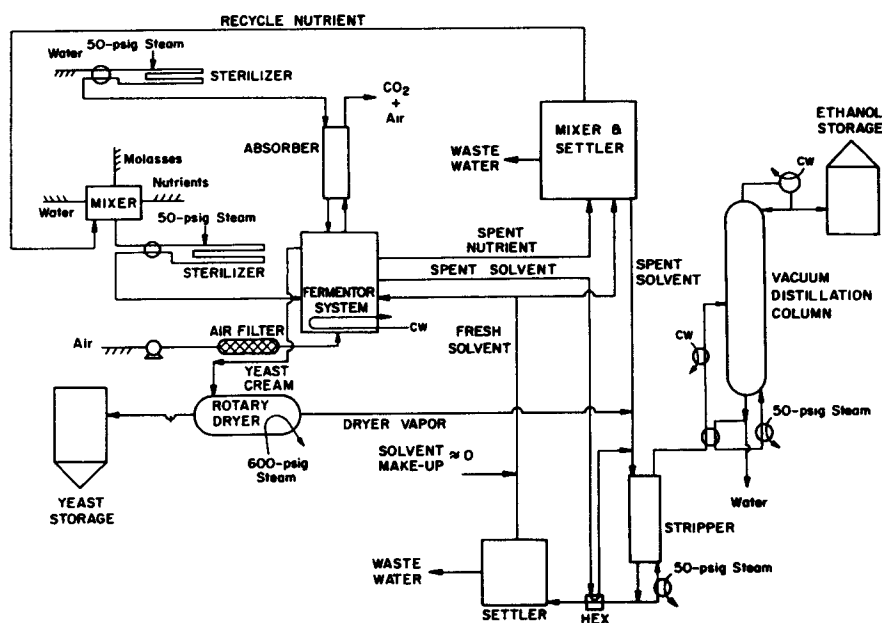 RECYCLE NUTRIENT
50-psig Steam
Water
STERILIZER
CO2
+
Air
ABSORBER
Molasses
Nutrients
Water
MIXER
50-psig Steam
STERILIZER
MIXER &
SETTLER
WASTE
WATER
ETHANOL
STORAGE
CW
SPENT
NUTRIENT
SPENT SOLVENT
SPENT
SOLVENT
VACUUM
DISTILLATION
COLUMN
FERMENTOR
SYSTEM
CW
FRESH
SOLVENT
CW
AIR FILTER
Air
YEAST
CREAM
ROTARY
DRYER
DRYER VAPOR
50-psig Steam
600-psig
Steam
SOLVENT ≈0
MAKE-UP
YEAST
STORAGE
Water
STRIPPER
WASTE
WATER
SETTLER
50-psig Steam
HEX